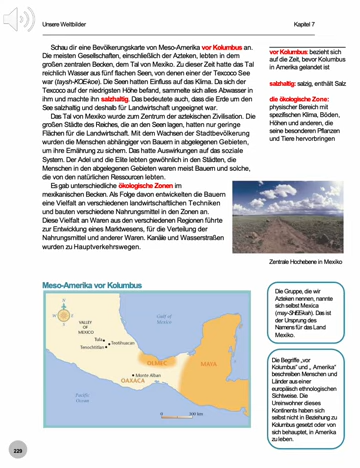 Unsere Weltbilder
Kapitel 7
Schau dir eine Bevölkerungskarte von Meso-Amerika vor Kolumbus an.
Die meisten Gesellschaften, einschließlich der Azteken, lebten in dem
großen zentralen Becken, dem Tal von Mexiko. Zu dieser Zeit hatte das Tal
reichlich Wasser aus fünf flachen Seen, von denen einer der Texcoco See
war (taysh-KOE-koe). Die Seen hatten Einfluss auf das Klima. Da sich der
Texcoco auf der niedrigsten Höhe befand, sammelte sich alles Abwasser in
ihm und machte ihn salzhaltig. Das bedeutete auch, dass die Erde um den
See salzhaltig und deshalb für Landwirtschaft ungeeignet war.
Das Tal von Mexiko wurde zum Zentrum der aztekischen Zivilisation. Die
großen Städte des Reiches, die an den Seen lagen, hatten nur geringe
Flächen für die Landwirtschaft. Mit dem Wachsen der Stadtbevölkerung
wurden die Menschen abhängiger von Bauern in abgelegenen Gebieten,
um ihre Ernährung zu sichern. Das hatte Auswirkungen auf das soziale
System. Der Adel und die Elite lebten gewöhnlich in den Städten, die
Menschen in den abgelegenen Gebieten waren meist Bauern und solche,
die von den natürlichen Ressourcen lebten.
Es gab unterschiedliche ökologische Zonen im
mexikanischen Becken. Als Folge davon entwickelten die Bauern
eine Vielfalt an verschiedenen landwirtschaftlichen Techniken
und bauten verschiedene Nahrungsmittel in den Zonen an.
Diese Vielfalt an Waren aus den verschiedenen Regionen führte
zur Entwicklung eines Marktwesens, für die Verteilung der
Nahrungsmittel und anderer Waren. Kanäle und Wasserstraßen
wurden zu Hauptverkehrswegen.
vor Kolumbus: bezieht sich
auf die Zeit, bevor Kolumbus
in Amerika gelandet ist
salzhaltig: salzig, enthält Salz
die ökologische Zone:
physischer Bereich mit
spezifischen Klima, Böden,
Höhen und anderen, die
seine besonderen Pflanzen
und Tiere hervorbringen
Zentrale Hochebene in Mexiko
Meso-Amerika vor Kolumbus
VALLEY
OF
MEXICO
Tula
Teotihuacan
Tenochtitlan
Gulf of
Mexico
OLMEC
MAYA
Monte Alban
OAXACA
Pacific
Ocean
0
200 km
Die Gruppe, die wir
Azteken nennen, nannte
sich selbst Mexica
(may-SHEE-kah). Das ist
der Ursprung des
Namens für das Land
Mexiko.
Die Begriffe „vor
Kolumbus" und „ Amerika"
beschreiben Menschen und
Länder aus einer
europäisch ethnologischen
Sichtweise. Die
Ureinwohner dieses
Kontinents haben sich
selbst nicht in Beziehung zu
Kolumbus gesetzt oder von
sich behauptet, in Amerika
zu leben.
229